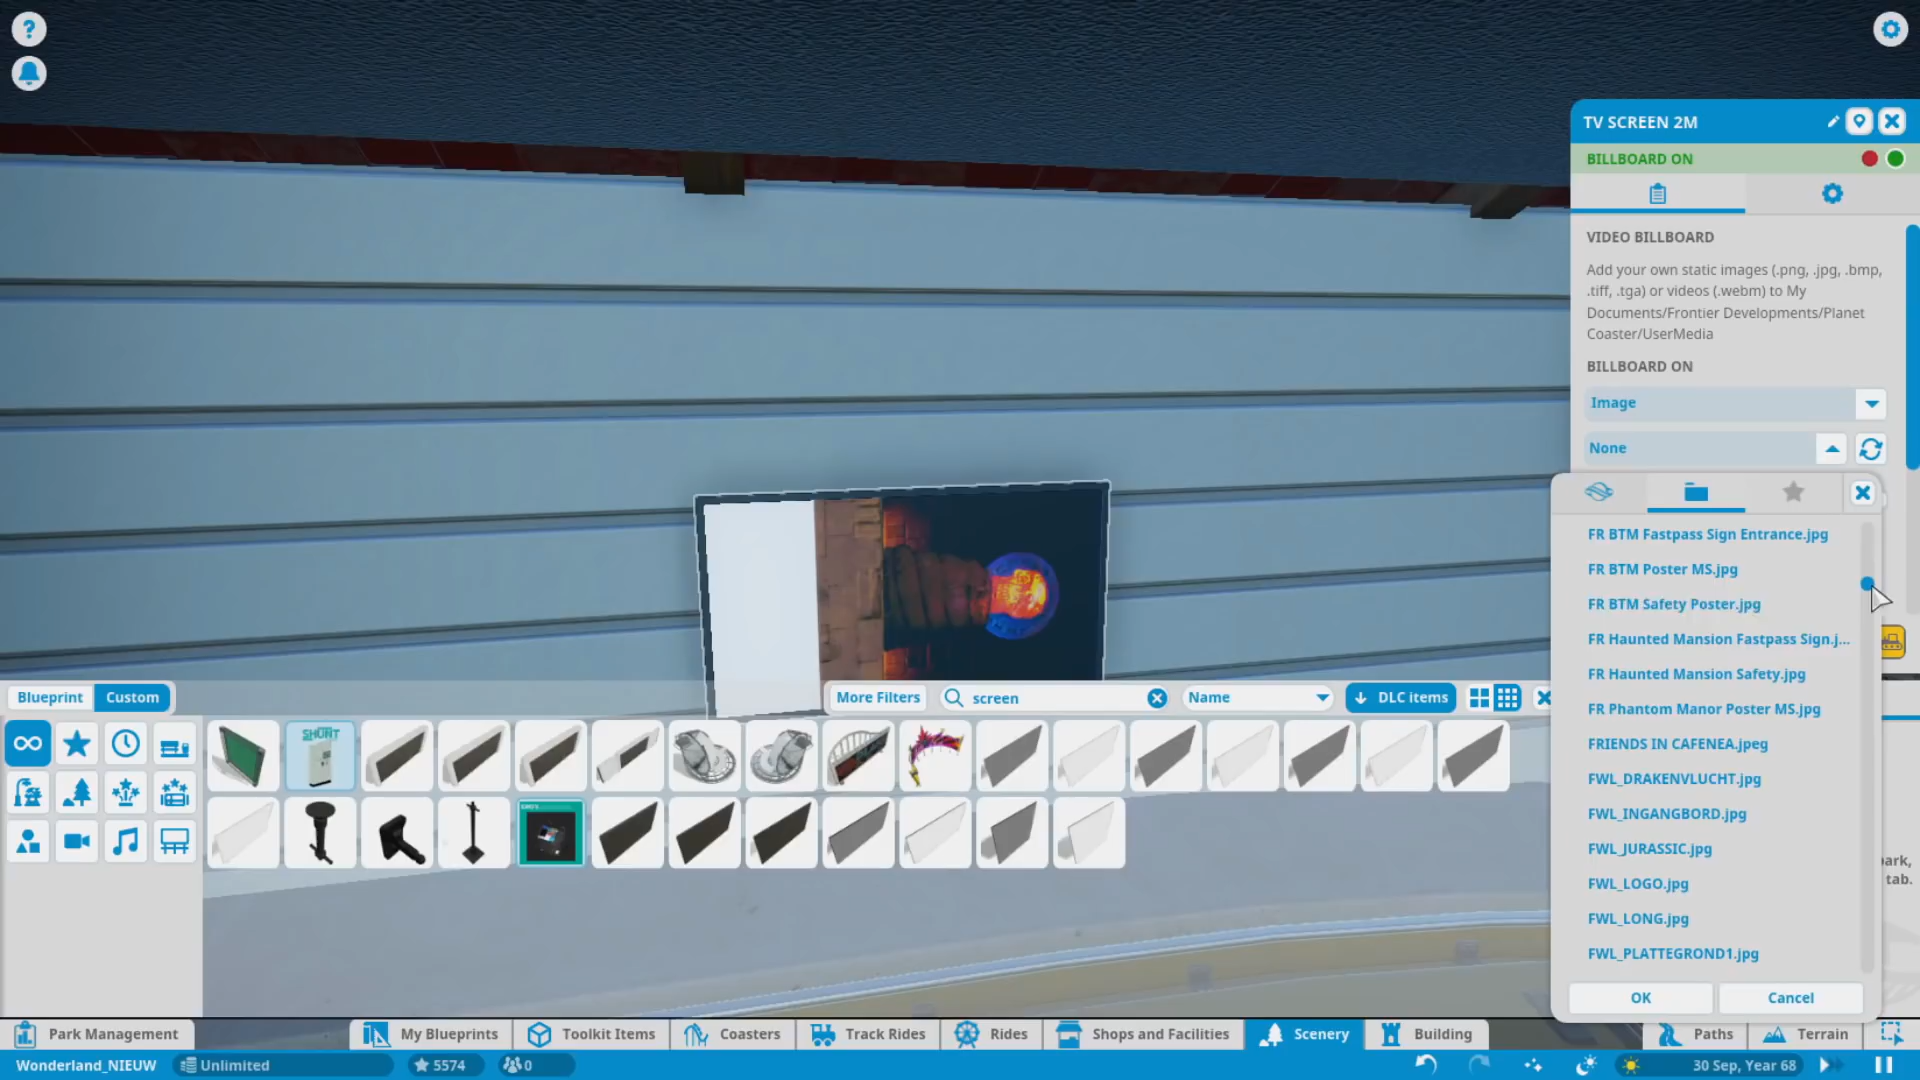 ?
TV SCREEN 2M
BILLBOARD ON
VIDEO BILLBOARD
Add your own static images (.png, .jpg, .bmp,
.tiff, .tga) or videos (.webm) to My
Documents/Frontier Developments/Planet
Coaster/UserMedia
BILLBOARD ON
Image
None
FR BTM Fastpass Sign Entrance.jpg
FR BTM Poster MS.jpg
FR BTM Safety Poster.jpg
FR Haunted Mansion Fastpass Sign.j...
FR Haunted Mansion Safety.jpg
FR Phantom Manor Poster MS.jpg
FRIENDS IN CAFENEA.jpeg
FWL_DRAKENVLUCHT.jpg
FWL_INGANGBORD.jpg
FWL_JURASSIC.jpg
FWL_LOGO.jpg
FWL_LONG.jpg
FWL_PLATTEGROND1.jpg
OK
Cancel
park,
tab.
Blueprint
Custom
More Filters
screen
Name
DLC items
SHUNT
Park Management
My Blueprints
Toolkit Items
Coasters
Track Rides
Rides
Shops and Facilities
Scenery
Building
Paths
Terrain
Wonderland_NIEUW
Unlimited
5574
0
30 Sep, Year 68